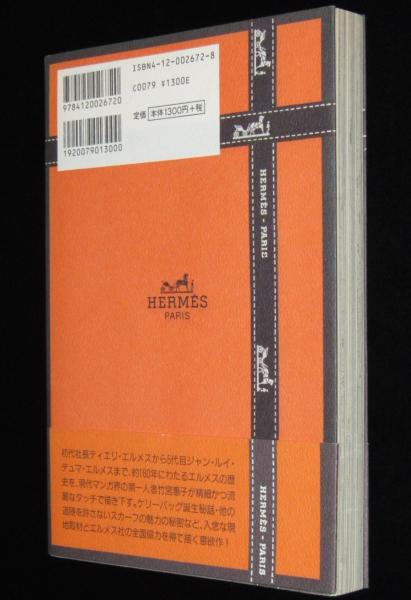 ISBN4-12-002672-8
C0079 ¥1300E
定価 本体1300円+税
9784120026720
1920079013000
HERMÈS - PARIS
HERMÈS
PARIS
初代社長ティエリ・エルメスから5代目ジャン・ルイ・
デュマ・エルメスまで、約160年にわたるエルメスの歴
史を、現代マンガ界の第一人者竹宮惠子が精細かつ流
麗なタッチで描き下す。ケリーバッグ誕生秘話・他の
追随を許さないスカーフの魅力の秘密など、入念な現
地取材とエルメス社の全面協力を得て描く意欲作!
HERMÈS - PARIS